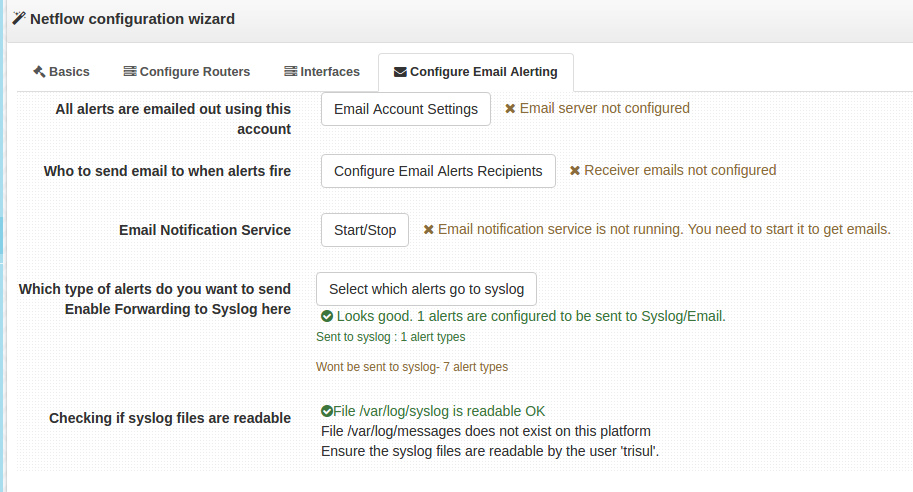 Netflow configuration wizard
Basics Configure Routers Interfaces Configure Email Alerting
All alerts are emailed out using this account
Email Account Settings Email server not configured
Who to send email to when alerts fire Configure Email Alerts Recipients Receiver emails not configured
Email Notification Service Start/Stop Email notification service is not running. You need to start it to get emails.
Which type of alerts do you want to send
Enable Forwarding to Syslog here
Select which alerts go to syslog
Looks good. 1 alerts are configured to be sent to Syslog/Email.
Sent to syslog : 1 alert types
Wont be sent to syslog- 7 alert types
Checking if syslog files are readable File /var/log/syslog is readable OK
File /var/log/messages does not exist on this platform
Ensure the syslog files are readable by the user 'trisul'.